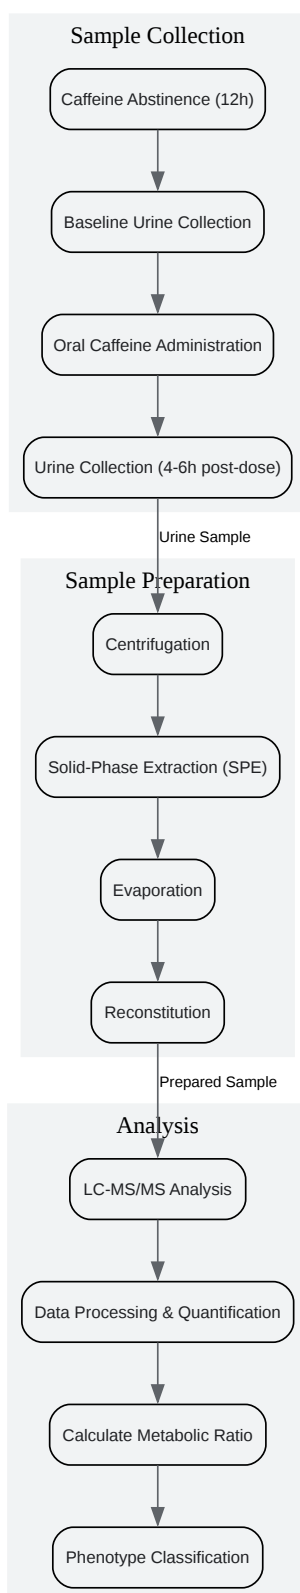 Sample Collection
Caffeine Abstinence (12h)
Baseline Urine Collection
Oral Caffeine Administration
Urine Collection (4-6h post-dose)
Urine Sample
Sample Preparation
Centrifugation
Solid-Phase Extraction (SPE)
Evaporation
Reconstitution
Prepared Sample
Analysis
LC-MS/MS Analysis
Data Processing & Quantification
Calculate Metabolic Ratio
Phenotype Classification